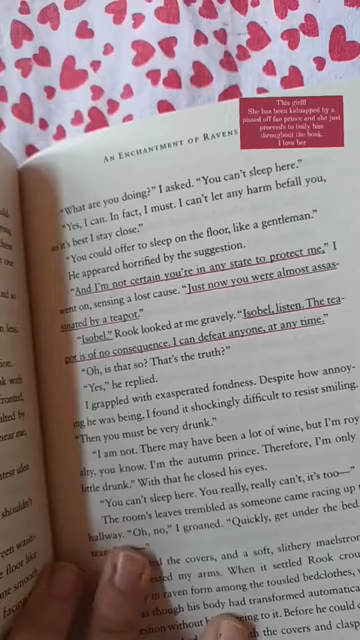 This girl!!
She has been kidnapped by a
pissed off fae prince and she just
proceeds to bully him
throughout the book.
I love her
AN ENCHANTMENT OF RAVENS
"What are you doing?" I asked. "You can't sleep here."
"Yes, I can. In fact, I must. I can't let any harm befall you,
so it's best I stay close."
"You could offer to sleep on the floor, like a gentleman."
He appeared horrified by the suggestion.
"And I'm not certain you're in any state to protect me," I
went on, sensing a lost cause. "Just now you were almost assas-
sinated by a teapot."
"Isobel." Rook looked at me gravely. "Isobel, listen. The tea-
pot is of no consequence. I can defeat anyone, at any time."
"Oh, is that so? That's the truth?"
"Yes," he replied.
I grappled with exasperated fondness. Despite how annoy-
ing he was being, I found it shockingly difficult to resist smiling.
"Then you must be very drunk."
"I am not. There may have been a lot of wine, but I'm roy-
alty, you know. I'm the autumn prince. Therefore, I'm only
little drunk." With that he closed his eyes.
"You can't sleep here. You really, really can't, it's too—"
The room's leaves trembled as someone came racing up
hallway. "Oh, no," I groaned. "Quickly, get under the bed
the covers, and a soft, slithery maelstrom
my arms. When it settled Rook
in raven form among the tousled bedclothes,
as though his body had transformed automatica
to it. Before he could
the covers and clasp